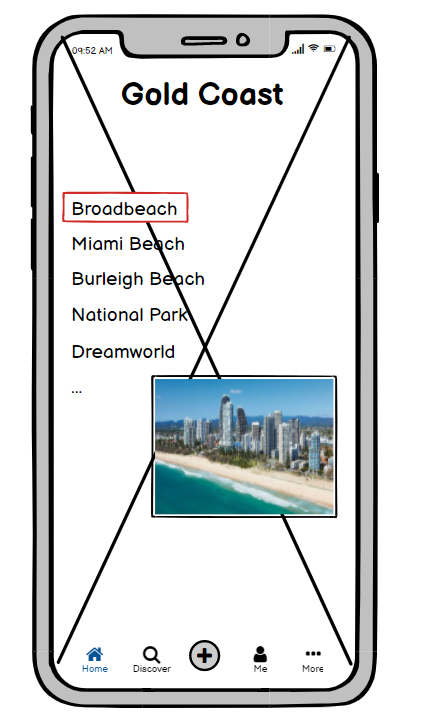 09:52 AM
Gold Coast
Broadbeach
Miami Beach
Burleigh Beach
National Park
Dreamworld
...
Home Discover Me More